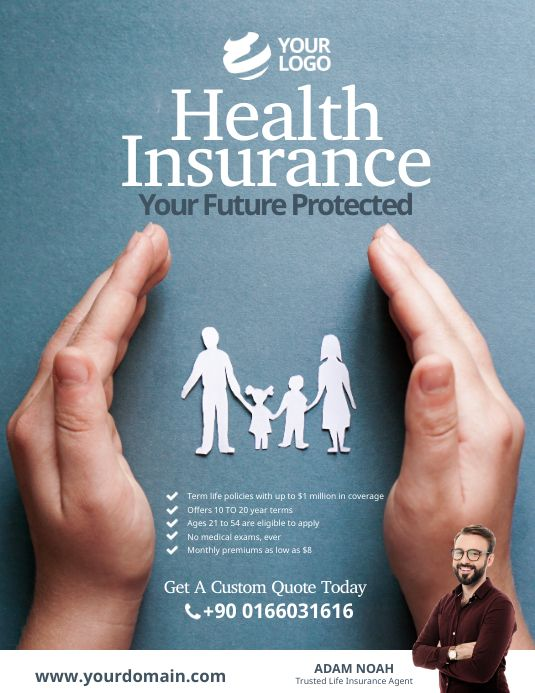 YOUR
LOGO
Health
Insurance
Your Future Protected
Term life policies with up to $1 million in coverage
Offers 10 TO 20 year terms
Ages 21 to 54 are eligible to apply
No medical exams, ever
Monthly premiums as low as $8
Get A Custom Quote Today
+90 0166031616
www.yourdomain.com
ADAM NOAH
Trusted Life Insurance Agent